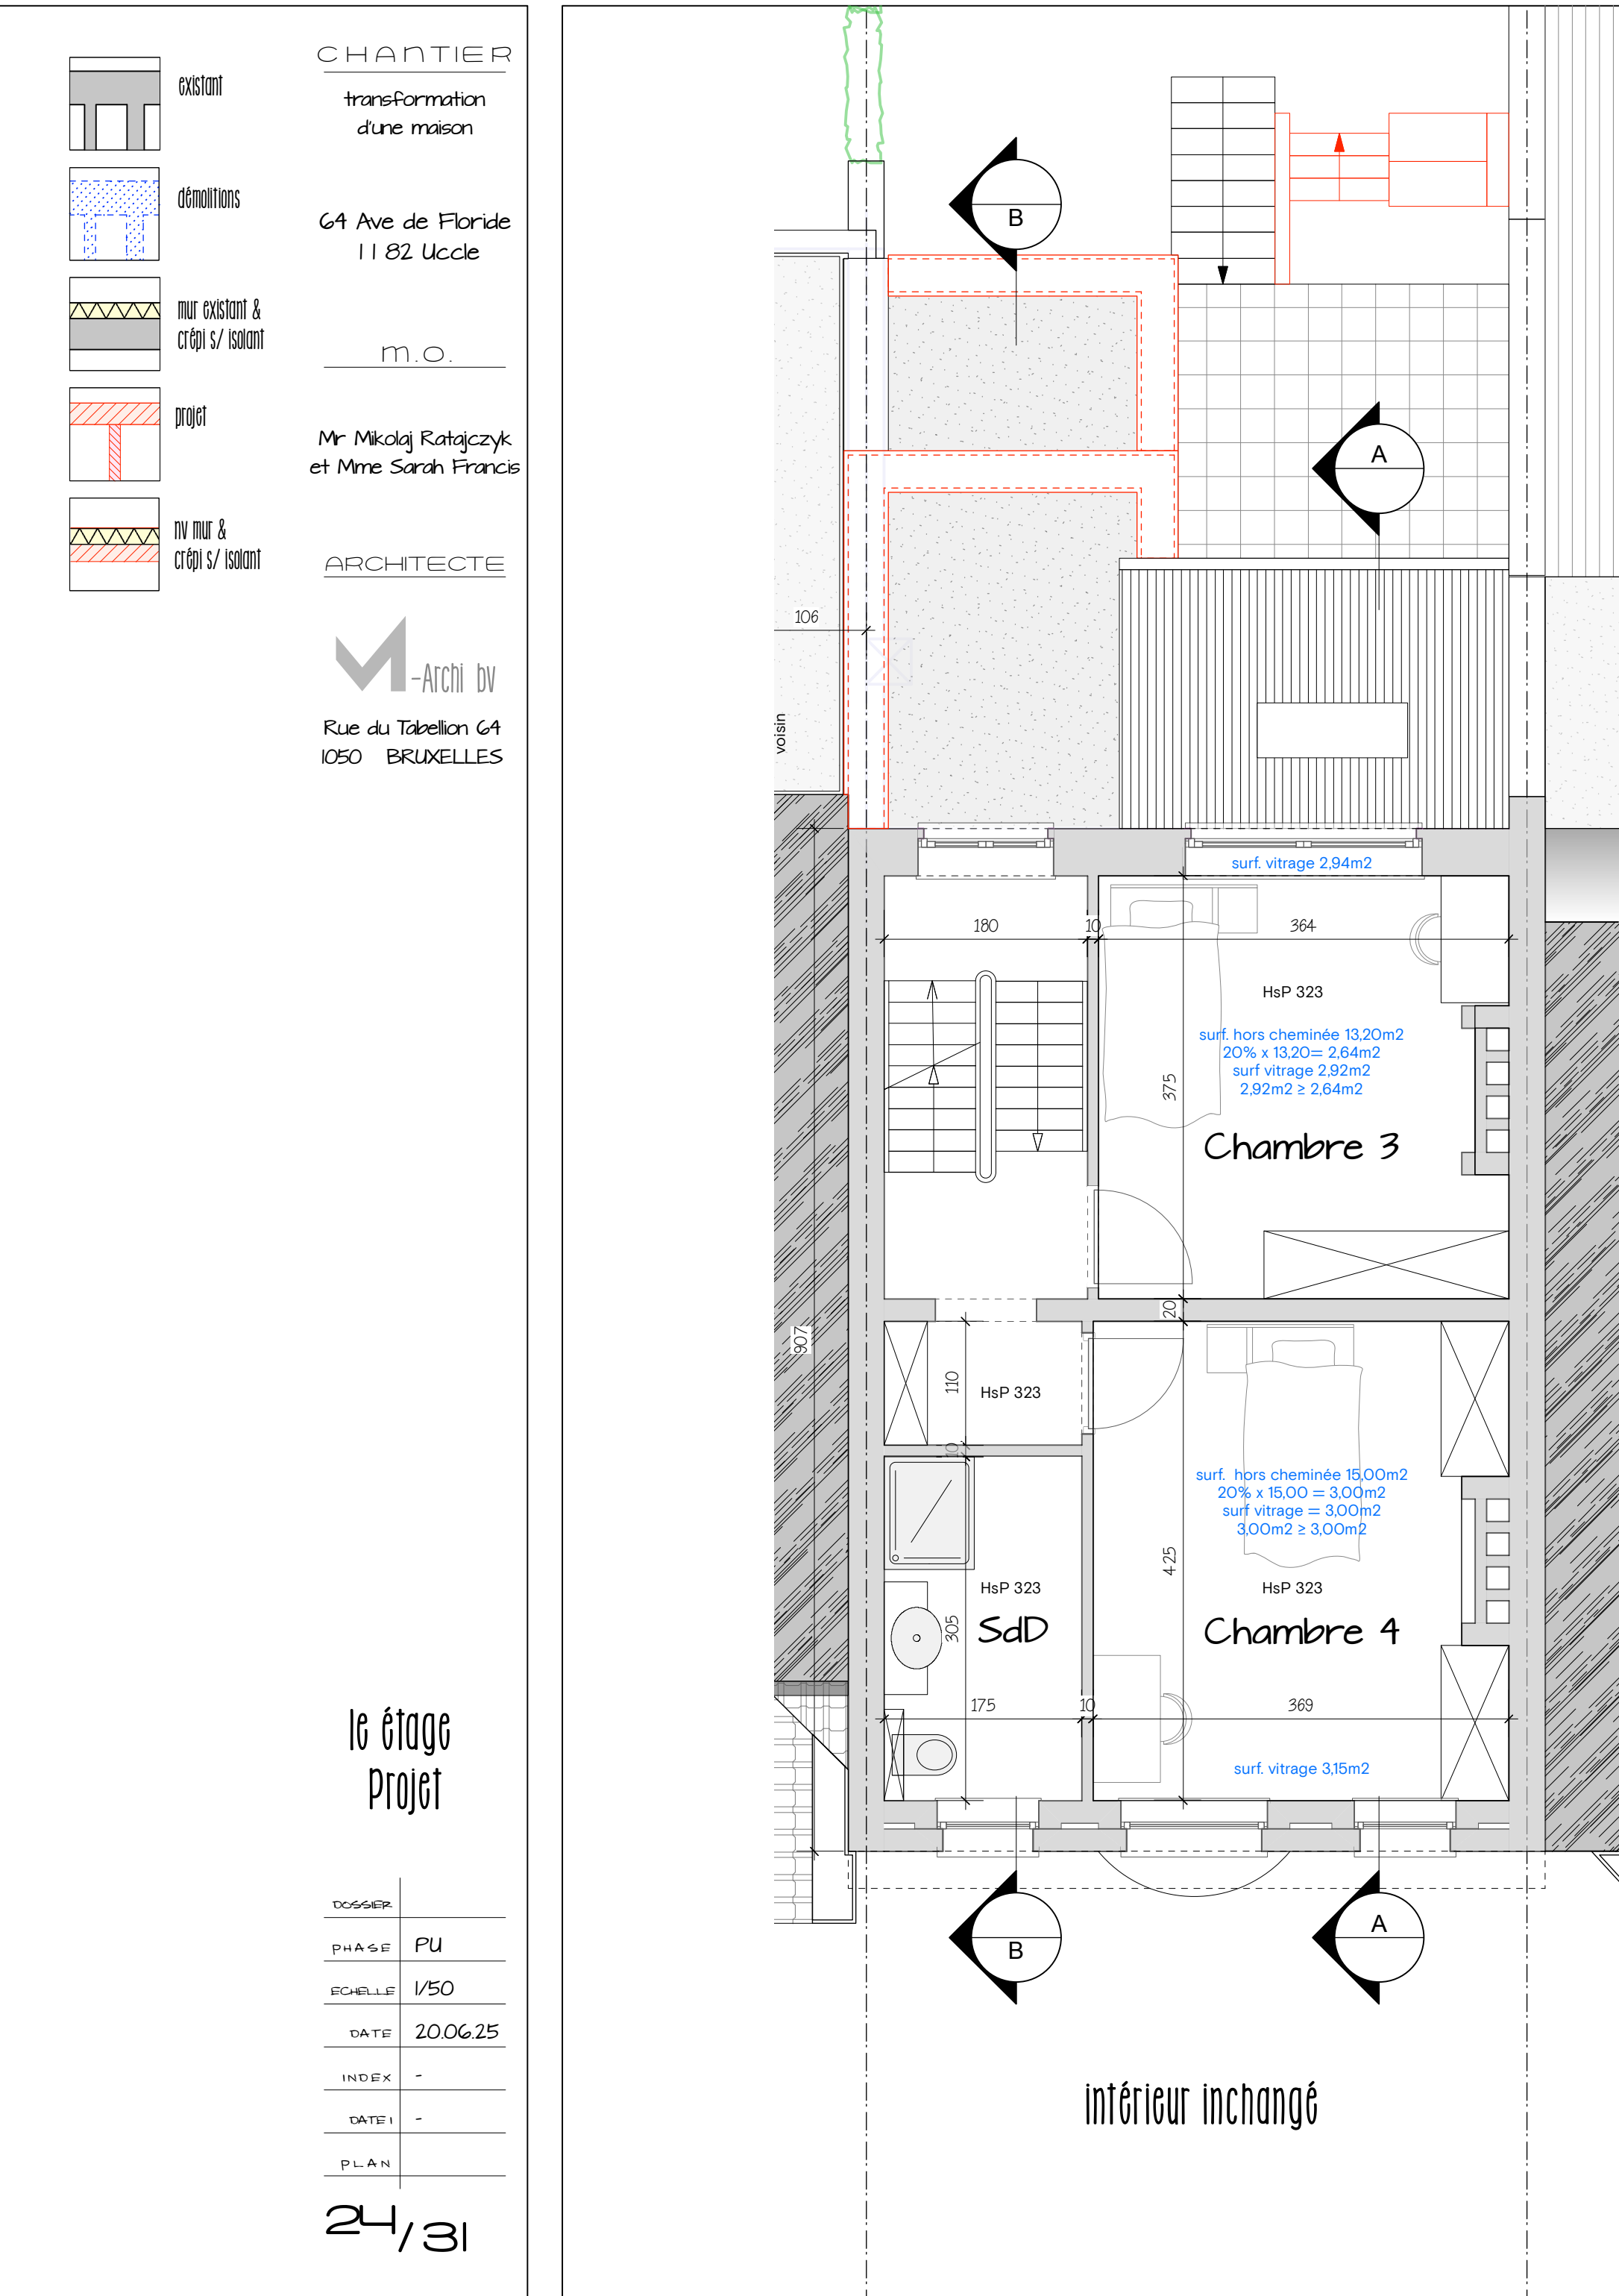 existant
démolitions
mur existant &
crépi s/ isolant
projet
nv mur &
crépi s/ isolant
CHANTIER
transformation
d'une maison
64 Ave de Floride
1182 Uccle
m.o.
Mr Mikolaj Ratajczyk
et Mme Sarah Francis
ARCHITECTE
M-Archi bv
Rue du Tabellion 64
1050 BRUXELLES
1e étage
Projet
DOSSIER
PHASE PU
ECHELLE 1/50
DATE 20.06.25
INDEX -
DATE1 -
PLAN
24/31
B
A
106
voisin
surf. vitrage 2,94m2
180
10
364
HsP 323
surf. hors cheminée 13,20m2
20% x 13,20= 2,64m2
surf vitrage 2,92m2
2,92m2 ≥ 2,64m2
375
Chambre 3
20
907
110
HsP 323
10
surf. hors cheminée 15,00m2
20% x 15,00 = 3,00m2
surf vitrage = 3,00m2
3,00m2 ≥ 3,00m2
425
HsP 323
HsP 323
305
SdD
Chambre 4
175
10
369
surf. vitrage 3,15m2
B
A
intérieur inchangé